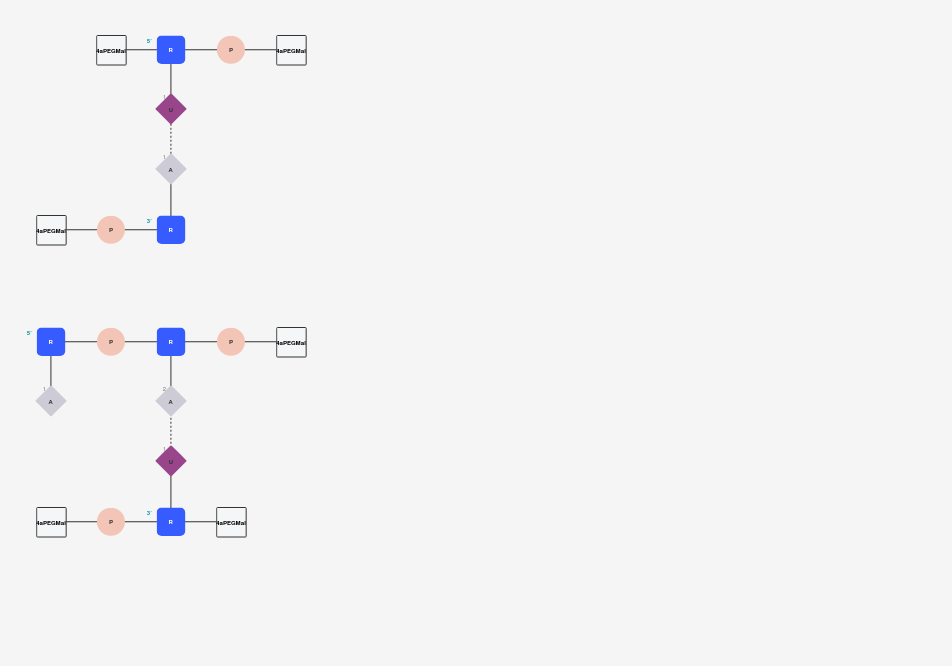 4aPEGMal 5' R P 4aPEGMal
1
U
1
A
4aPEGMal P 3' R
5' R P R P 4aPEGMal
1 2
A A
1
U
4aPEGMal P 3' R 4aPEGMal